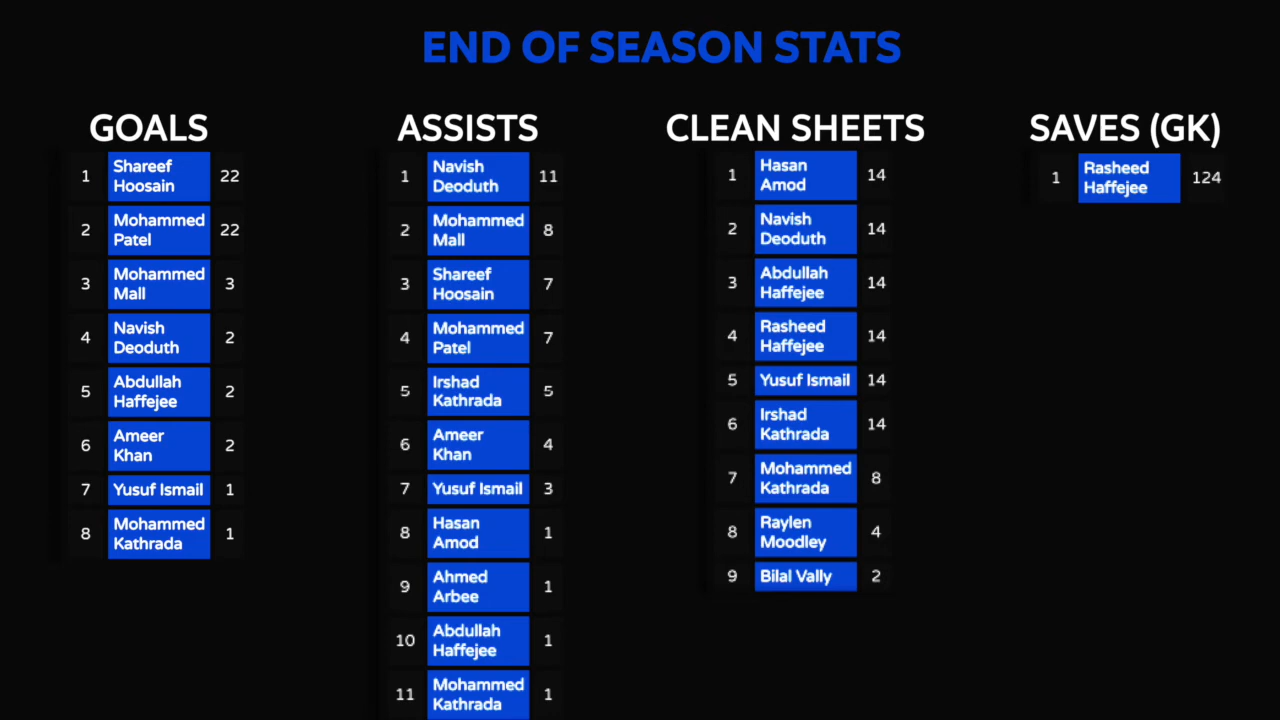 END OF SEASON STATS
GOALS
1 Shareef Hoosain 22
2 Mohammed Patel 22
3 Mohammed Mall 3
4 Navish Deoduth 2
5 Abdullah Haffejee 2
6 Ameer Khan 2
7 Yusuf Ismail 1
8 Mohammed Kathrada 1
ASSISTS
1 Navish Deoduth 11
2 Mohammed Mall 8
3 Shareef Hoosain 7
4 Mohammed Patel 7
5 Irshad Kathrada 5
6 Ameer Khan 4
7 Yusuf Ismail 3
8 Hasan Amod 1
9 Ahmed Arbee 1
10 Abdullah Haffejee 1
11 Mohammed Kathrada 1
CLEAN SHEETS
1 Hasan Amod 14
2 Navish Deoduth 14
3 Abdullah Haffejee 14
4 Rasheed Haffejee 14
5 Yusuf Ismail 14
6 Irshad Kathrada 14
7 Mohammed Kathrada 8
8 Raylen Moodley 4
9 Bilal Vally 2
SAVES (GK)
1 Rasheed Haffejee 124